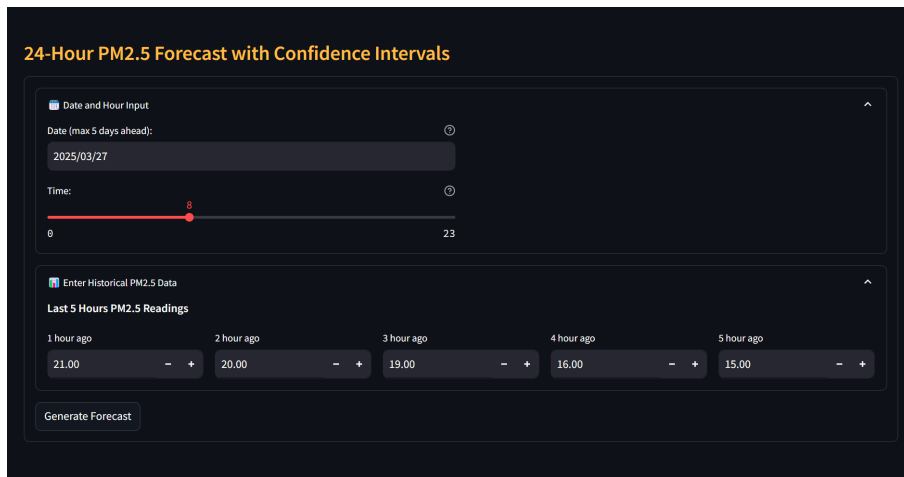 24-Hour PM2.5 Forecast with Confidence Intervals
Date and Hour Input
Date (max 5 days ahead):
2025/03/27
Time:
8
0 23
Enter Historical PM2.5 Data
Last 5 Hours PM2.5 Readings
1 hour ago 2 hour ago 3 hour ago 4 hour ago 5 hour ago
21.00 − + 20.00 − + 19.00 − + 16.00 − + 15.00 − +
Generate Forecast